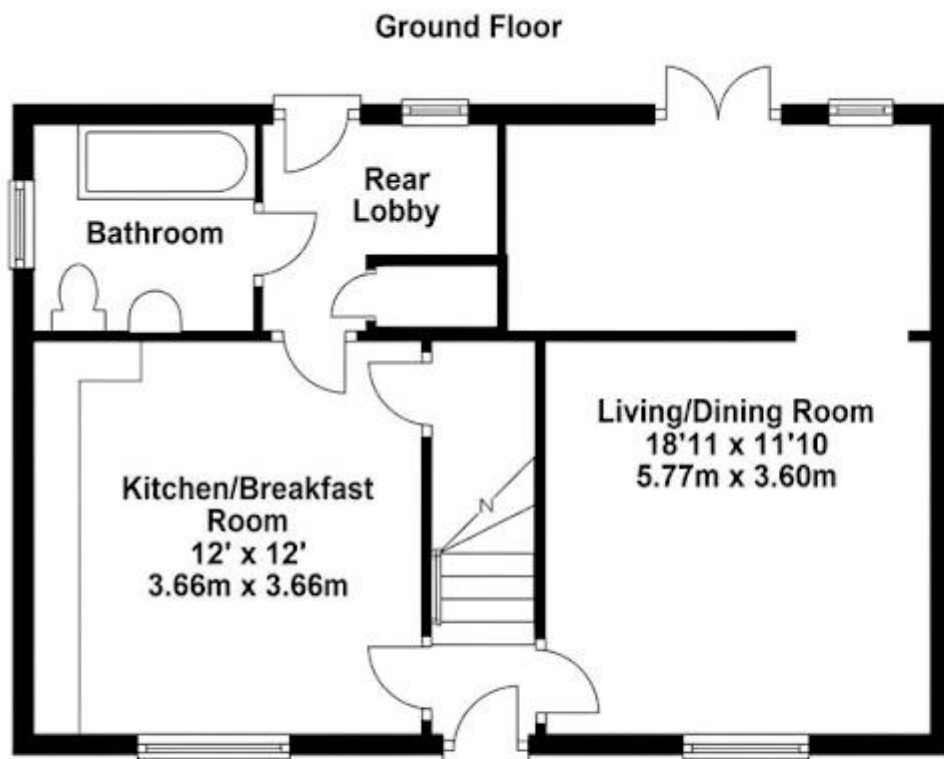 Ground Floor
Rear
Lobby
Bathroom
Living/Dining Room
18'11 x 11'10
5.77m x 3.60m
Kitchen/Breakfast
Room
12' x 12'
3.66m x 3.66m
N